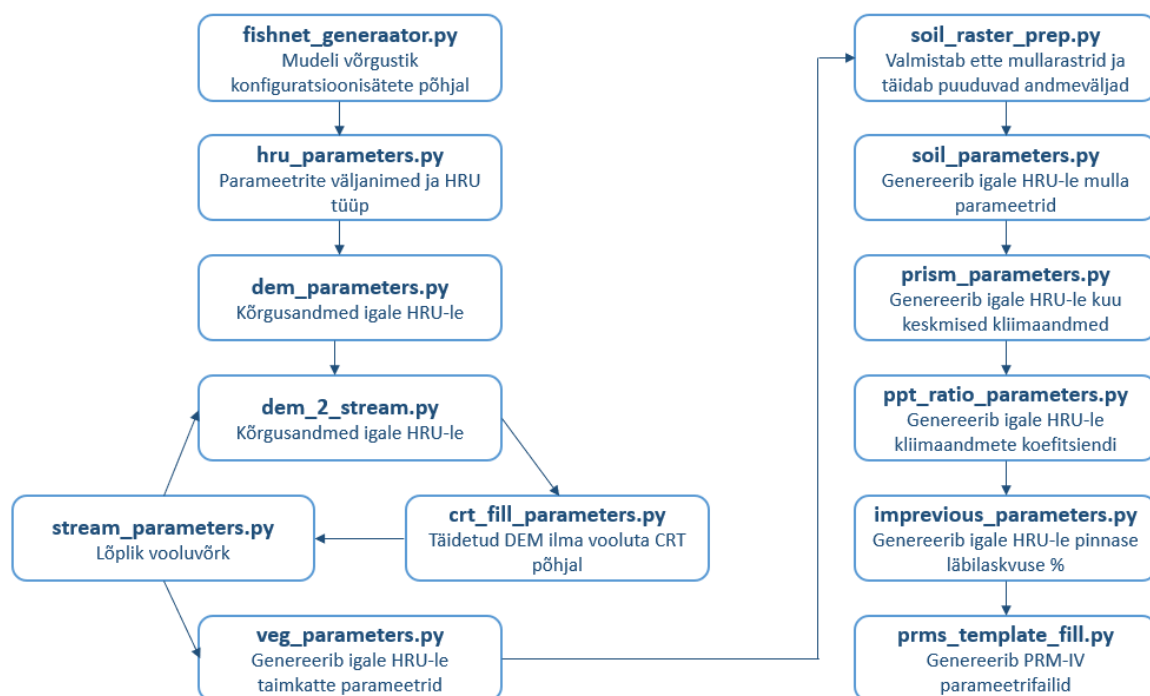 fishnet_generaator.py
Mudeli võrgustik
konfiguratsioonisätete põhjal
hru_parameters.py
Parameetrite väljanimed ja HRU
tüüp
dem_parameters.py
Kõrgusandmed igale HRU-le
dem_2_stream.py
Kõrgusandmed igale HRU-le
crt_fill_parameters.py
Täidetud DEM ilma vooluta CRT
põhjal
stream_parameters.py
Lõplik vooluvõrk
veg_parameters.py
Genereerib igale HRU-le
taimkatte parameetrid
soil_raster_prep.py
Valmistab ette mullarastrid ja
täidab puuduvad andmeväljad
soil_parameters.py
Genereerib igale HRU-le mulla
parameetrid
prism_parameters.py
Genereerib igale HRU-le kuu
keskmised kliimaandmed
ppt_ratio_parameters.py
Genereerib igale HRU-le
kliimaandmete koefitsiendi
imprevious_parameters.py
Genereerib igale HRU-le pinnase
läbilaskvuse %
prms_template_fill.py
Genereerib PRM-IV
parameetrifailid